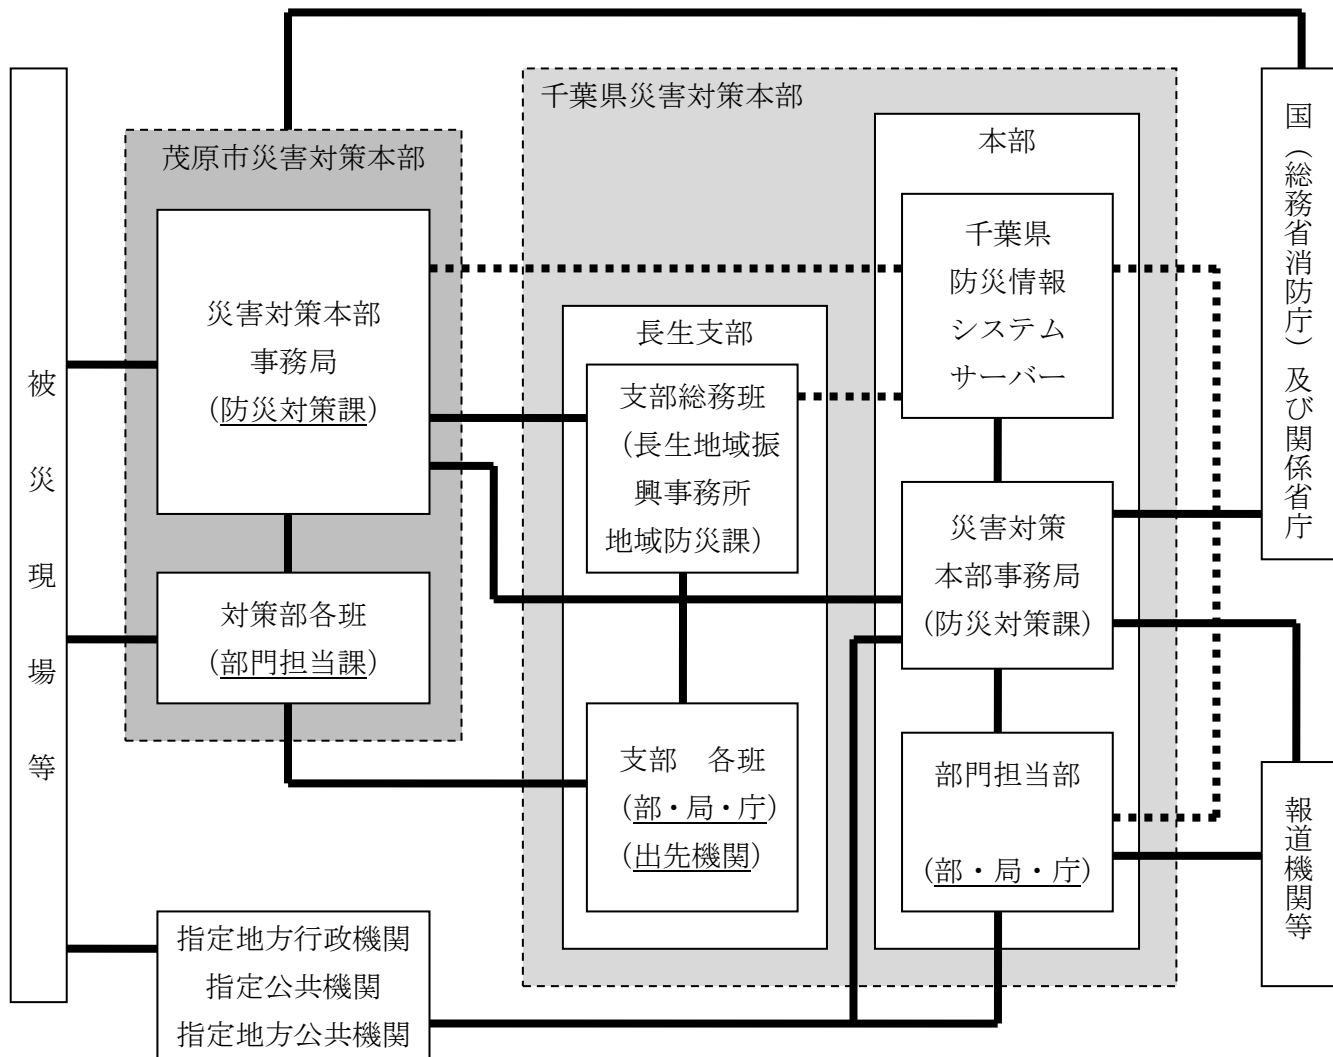 被災現場等
茂原市災害対策本部
災害対策本部
事務局
（防災対策課）
対策部各班
（部門担当課）
指定地方行政機関
指定公共機関
指定地方公共機関
千葉県災害対策本部
長生支部
支部総務班
（長生地域振
興事務所
地域防災課）
支部　各班
（部・局・庁）
（出先機関）
本部
千葉県
防災情報
システム
サーバー
災害対策
本部事務局
（防災対策課）
部門担当部
（部・局・庁）
国（総務省消防庁）及び関係省庁
報道機関等